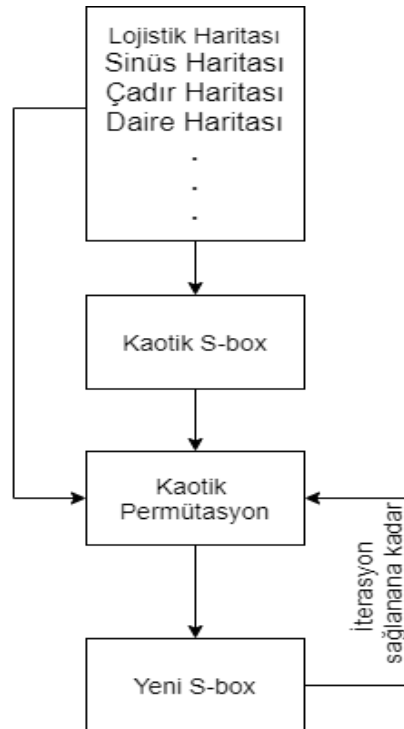 Lojistik Haritası
Sinüs Haritası
Çadır Haritası
Daire Haritası
.
.
.
Kaotik S-box
Kaotik
Permütasyon
İterasyon
sağlanana kadar
Yeni S-box